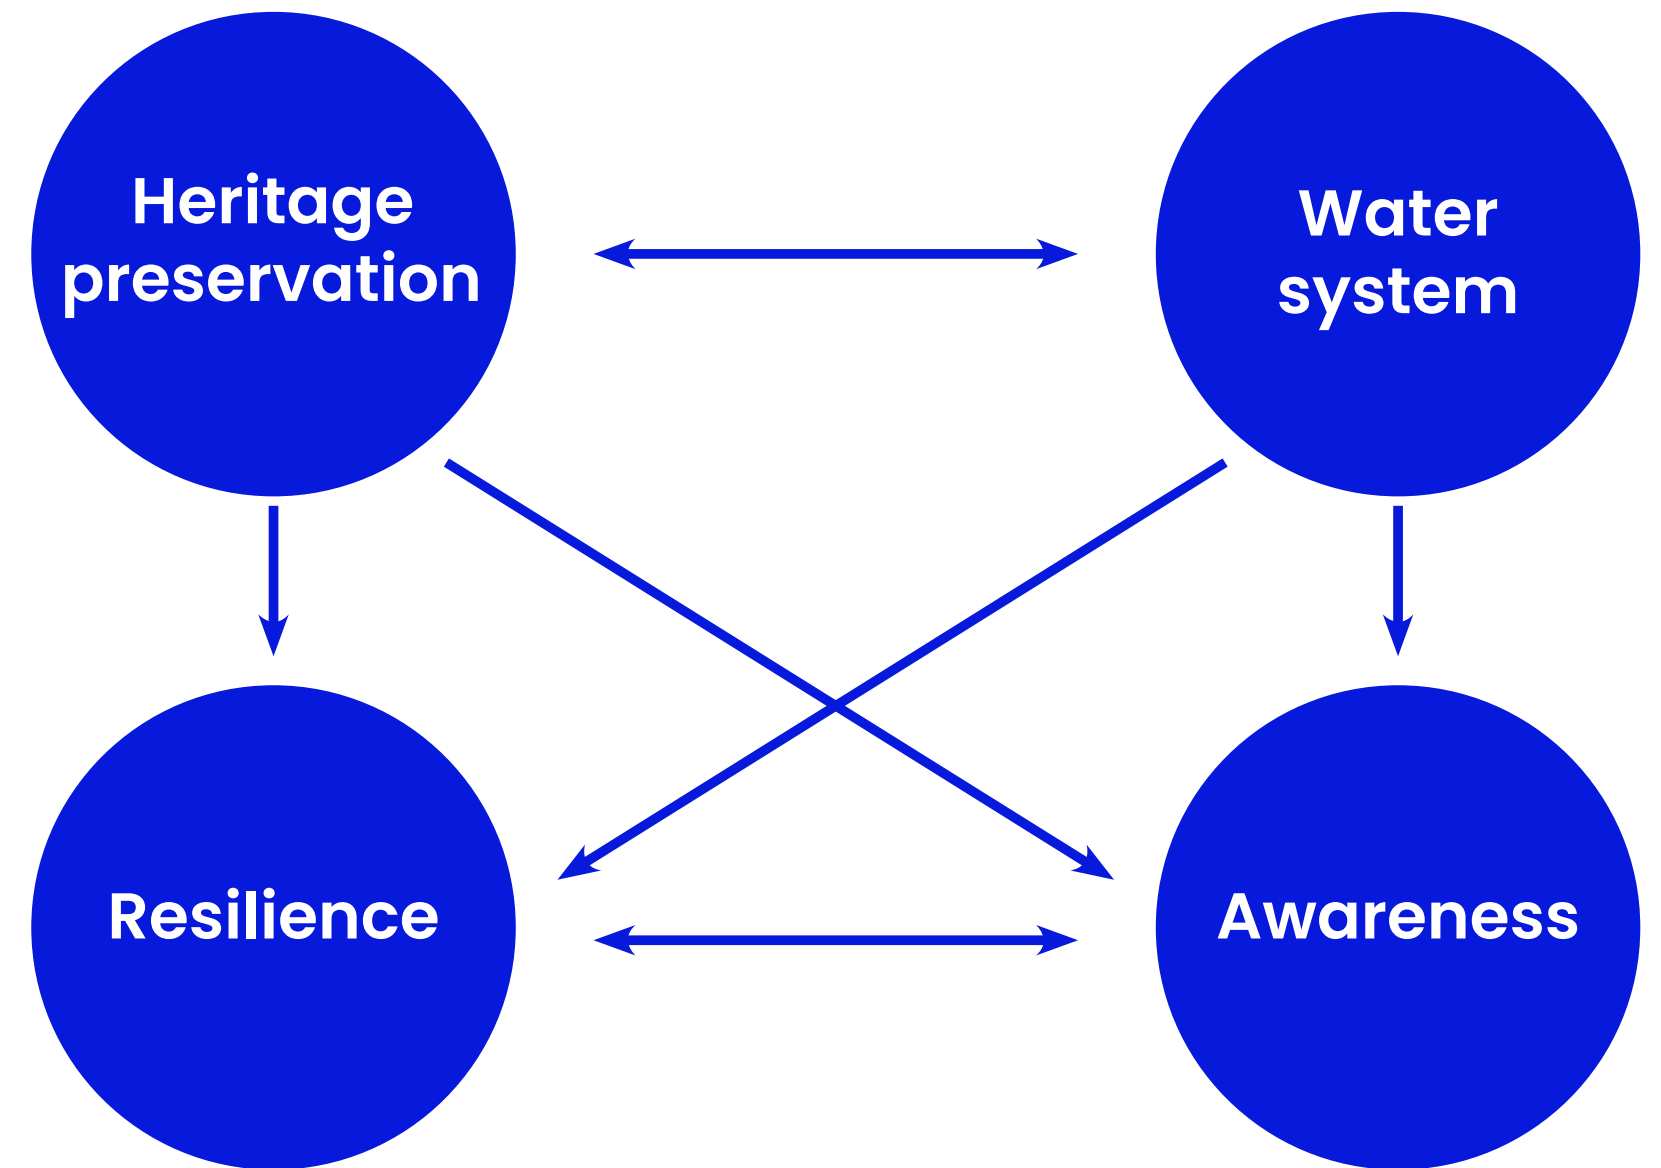 Heritage
preservation
Water
system
Resilience
Awareness